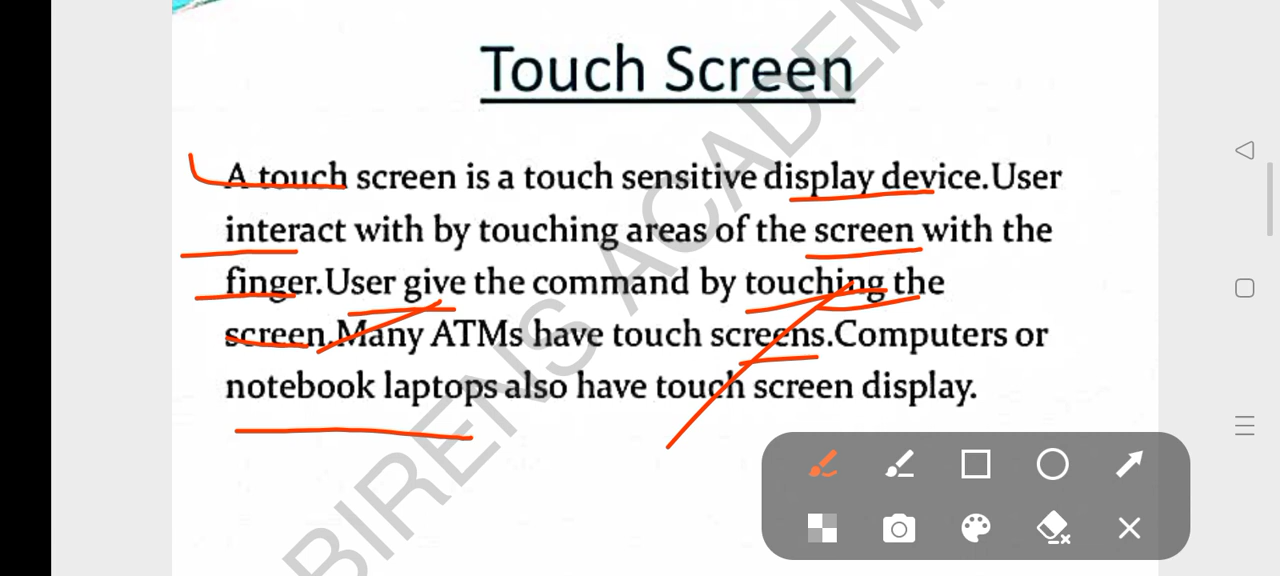 Touch Screen
A touch screen is a touch sensitive display device.User
interact with by touching areas of the screen with the
finger.User give the command by touching the
screen.Many ATMs have touch screens.Computers or
notebook laptops also have touch screen display.
BIRENS ACADEM